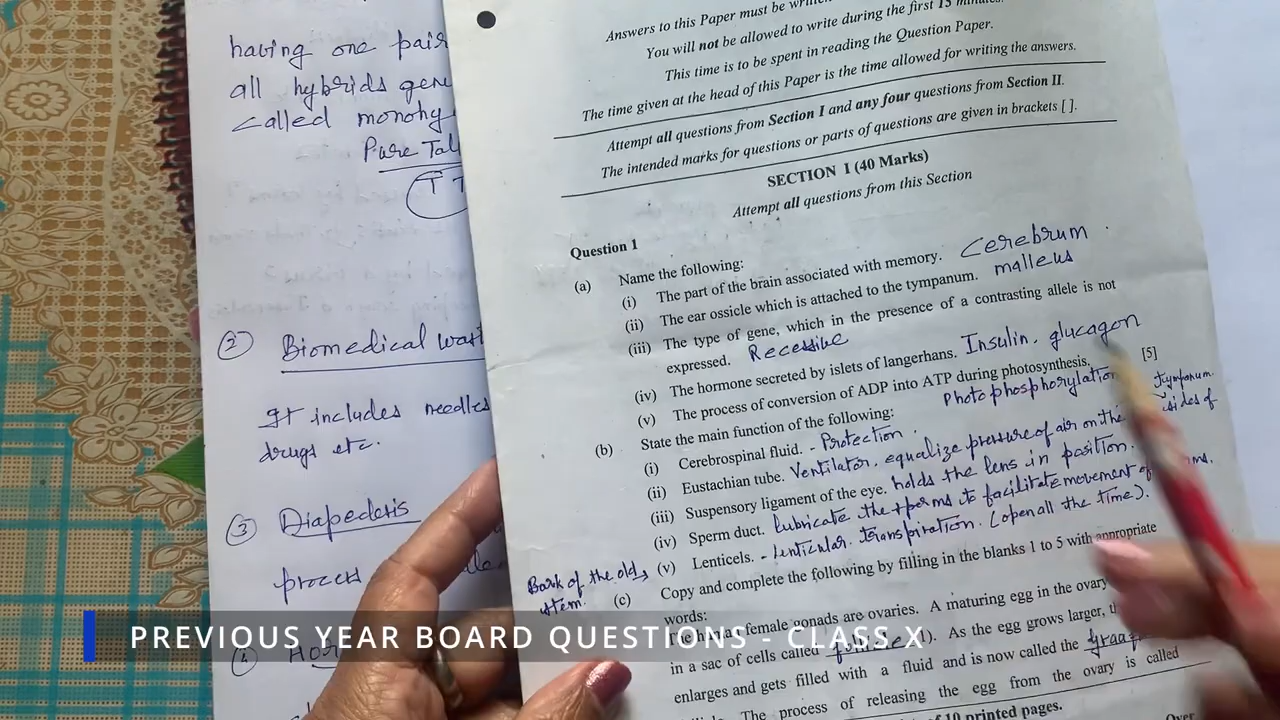 having one pair
all hybrids gene
called monohy
Pure Tal
T T
② Biomedical wast
It includes needles
drugs etc.
③ Diapedesis
process
④
Answers to this Paper must be
You will not be allowed to write during the first 15 minutes.
This time is to be spent in reading the Question Paper.
The time given at the head of this Paper is the time allowed for writing the answers.
Attempt all questions from Section I and any four questions from Section II.
The intended marks for questions or parts of questions are given in brackets [ ].
SECTION I (40 Marks)
Attempt all questions from this Section
Question 1
(a) Name the following:
(i) The part of the brain associated with memory. Cerebrum
(ii) The ear ossicle which is attached to the tympanum. malleus
(iii) The type of gene, which in the presence of a contrasting allele is not
expressed. Recessive
(iv) The hormone secreted by islets of langerhans. Insulin, glucagon
(v) The process of conversion of ADP into ATP during photosynthesis. [5]
Photophosphorylation
(b) State the main function of the following:
(i) Cerebrospinal fluid. - Protection.
(ii) Eustachian tube. Ventilator, equalize pressure of air on the sides of tympanum.
(iii) Suspensory ligament of the eye. holds the lens in position.
(iv) Sperm duct. Lubricate the sperms to facilitate movement of
(v) Lenticels. - Lenticular transpiration. (open all the time).
Bark of the old
stem.
(c) Copy and complete the following by filling in the blanks 1 to 5 with appropriate
words:
The human female gonads are ovaries. A maturing egg in the ovary
in a sac of cells called (1). As the egg grows larger,
enlarges and gets filled with a fluid and is now called the
The process of releasing the egg from the ovary is called
of 10 printed pages.
PREVIOUS YEAR BOARD QUESTIONS - CLASS X